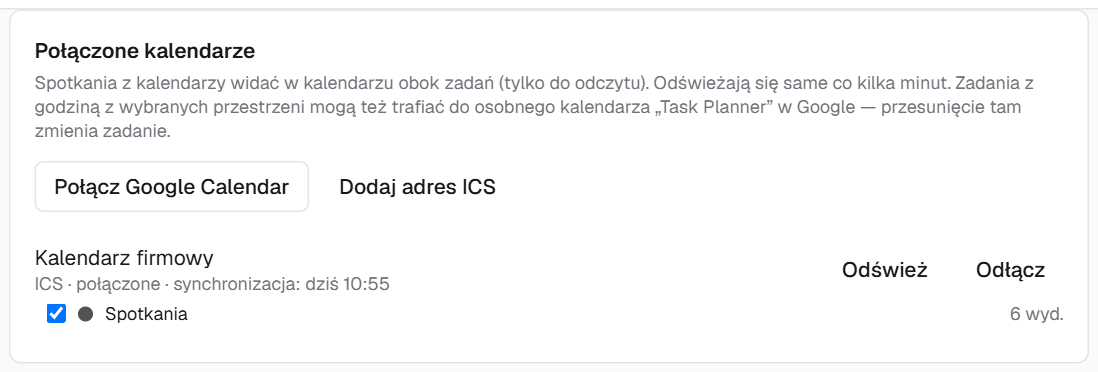 Połączone kalendarze
Spotkania z kalendarzy widać w kalendarzu obok zadań (tylko do odczytu). Odświeżają się same co kilka minut. Zadania z
godziną z wybranych przestrzeni mogą też trafiać do osobnego kalendarza „Task Planner” w Google — przesunięcie tam
zmienia zadanie.
Połącz Google Calendar
Dodaj adres ICS
Kalendarz firmowy
ICS · połączone · synchronizacja: dziś 10:55
Odśwież
Odłącz
Spotkania
6 wyd.